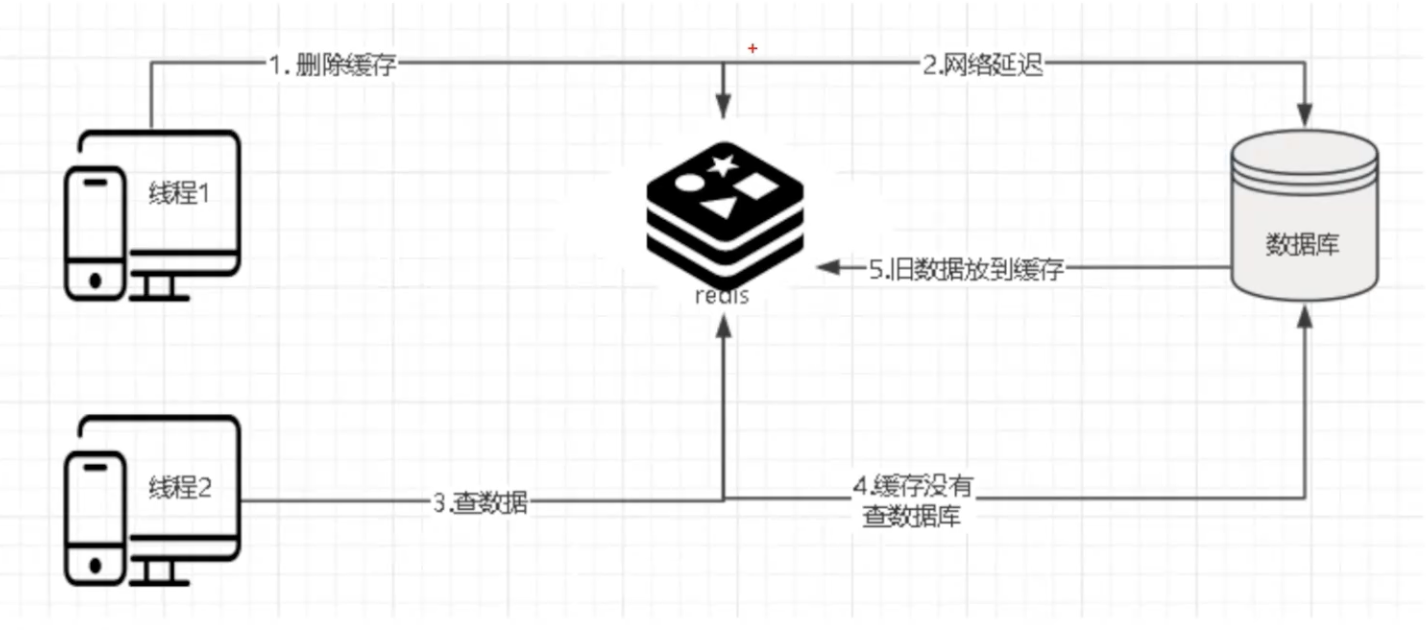 1. 删除缓存
2.网络延迟
线程1
数据库
5.旧数据放到缓存
redis
线程2
3.查数据
4.缓存没有
查数据库